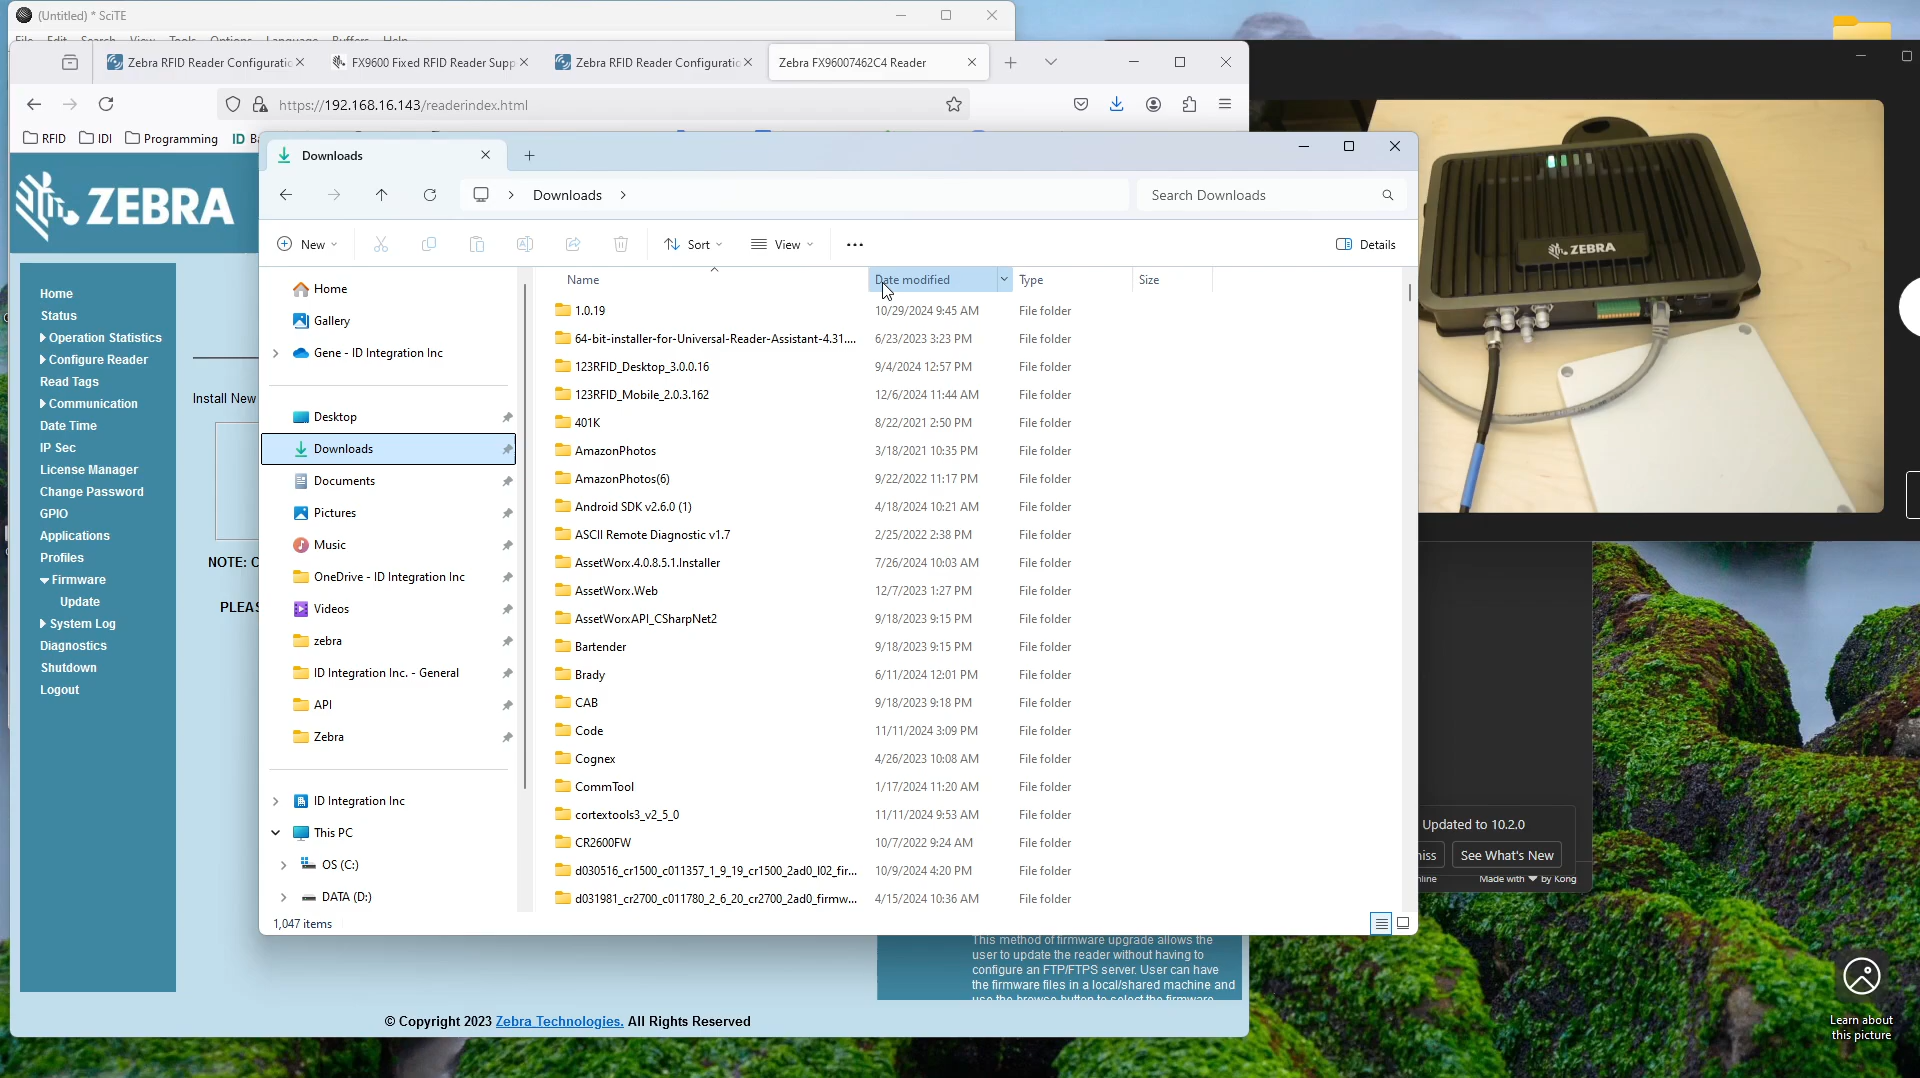 (Untitled) * SciTE
File Edit Search View Tools Options Language Buffers Help
Zebra RFID Reader Configuratio
FX9600 Fixed RFID Reader Supp
Zebra RFID Reader Configuratio
Zebra FX96007462C4 Reader
https://192.168.16.143/readerindex.html
RFID
IDI
Programming
ZEBRA
Home
Status
Operation Statistics
Configure Reader
Read Tags
Communication
Date Time
IP Sec
License Manager
Change Password
GPIO
Applications
Profiles
Firmware
Update
System Log
Diagnostics
Shutdown
Logout
Install New
NOTE:
Downloads
Downloads
Search Downloads
New
Sort
View
Details
Home
Gallery
Gene - ID Integration Inc
Desktop
Downloads
Documents
Pictures
Music
OneDrive - ID Integration Inc
Videos
zebra
ID Integration Inc. - General
API
Zebra
ID Integration Inc
This PC
OS (C:)
DATA (D:)
Name Date modified Type Size
1.0.19 10/29/2024 9:45 AM File folder
64-bit-installer-for-Universal-Reader-Assistant-4.31.... 6/23/2023 3:23 PM File folder
123RFID_Desktop_3.0.0.16 9/4/2024 12:57 PM File folder
123RFID_Mobile_2.0.3.162 12/6/2024 11:44 AM File folder
401K 8/22/2021 2:50 PM File folder
AmazonPhotos 3/18/2021 10:35 PM File folder
AmazonPhotos(6) 9/22/2022 11:17 PM File folder
Android SDK v2.6.0 (1) 4/18/2024 10:21 AM File folder
ASCII Remote Diagnostic v1.7 2/25/2022 2:38 PM File folder
AssetWorx.4.0.8.5.1.Installer 7/26/2024 10:03 AM File folder
AssetWorx.Web 12/7/2023 1:27 PM File folder
AssetWorxAPI_CSharpNet2 9/18/2023 9:15 PM File folder
Bartender 9/18/2023 9:15 PM File folder
Brady 6/11/2024 12:01 PM File folder
CAB 9/18/2023 9:18 PM File folder
Code 11/11/2024 3:09 PM File folder
Cognex 4/26/2023 10:08 AM File folder
CommTool 1/17/2024 11:20 AM File folder
cortextools3_v2_5_0 11/11/2024 9:53 AM File folder
CR2600FW 10/7/2022 9:24 AM File folder
d030516_cr1500_c011357_1_9_19_cr1500_2ad0_l02_fir... 10/9/2024 4:20 PM File folder
d031981_cr2700_c011780_2_6_20_cr2700_2ad0_firmw... 4/15/2024 10:36 AM File folder
1,047 items
This method of firmware upgrade allows the
user to update the reader without having to
configure an FTP/FTPS server. User can have
the firmware files in a local/shared machine and
use the browse button to select the firmware
© Copyright 2023 Zebra Technologies. All Rights Reserved
ZEBRA
Updated to 10.2.0
See What's New
Made with ♥ by Kong
Learn about
this picture